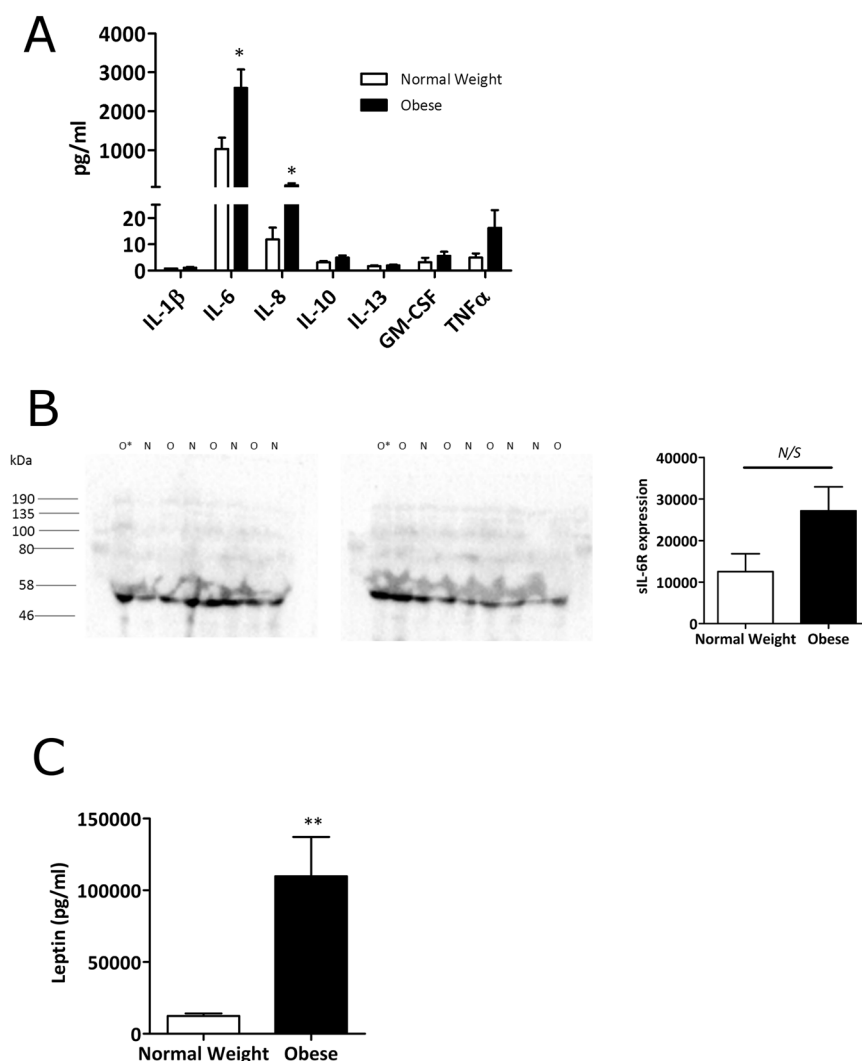 A
4000
3000
2000
1000
20
10
0
pg/ml
*
*
Normal Weight
Obese
IL-1β
IL-6
IL-8
IL-10
IL-13
GM-CSF
TNFα
B
kDa
190
135
100
80
58
46
O* N O N O N O N
O* O N O N O N N O
40000
30000
20000
10000
0
sIL-6R expression
N/S
Normal Weight Obese
C
150000
100000
50000
0
Leptin (pg/ml)
**
Normal Weight Obese